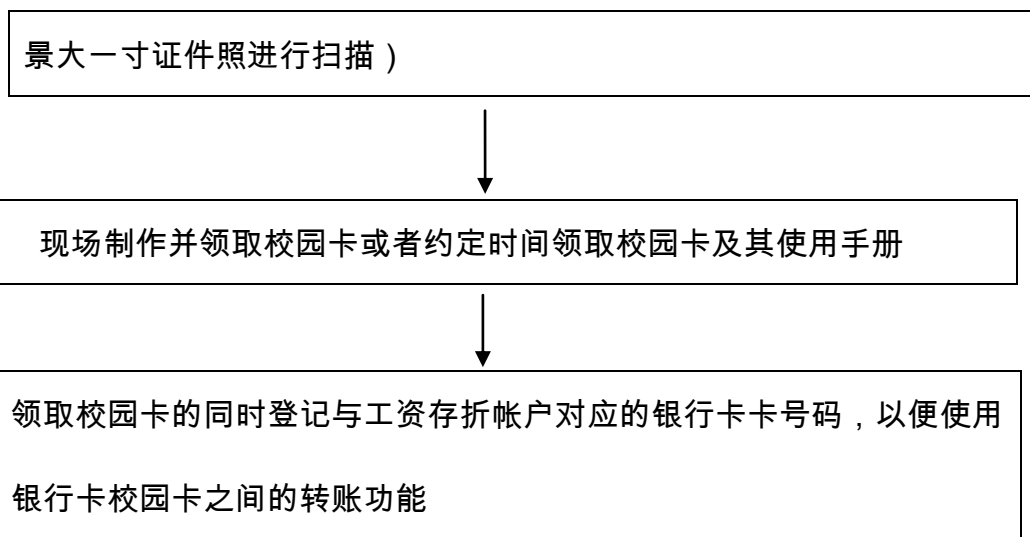 景大一寸证件照进行扫描）
现场制作并领取校园卡或者约定时间领取校园卡及其使用手册
领取校园卡的同时登记与工资存折帐户对应的银行卡卡号码，以便使用
银行卡校园卡之间的转账功能